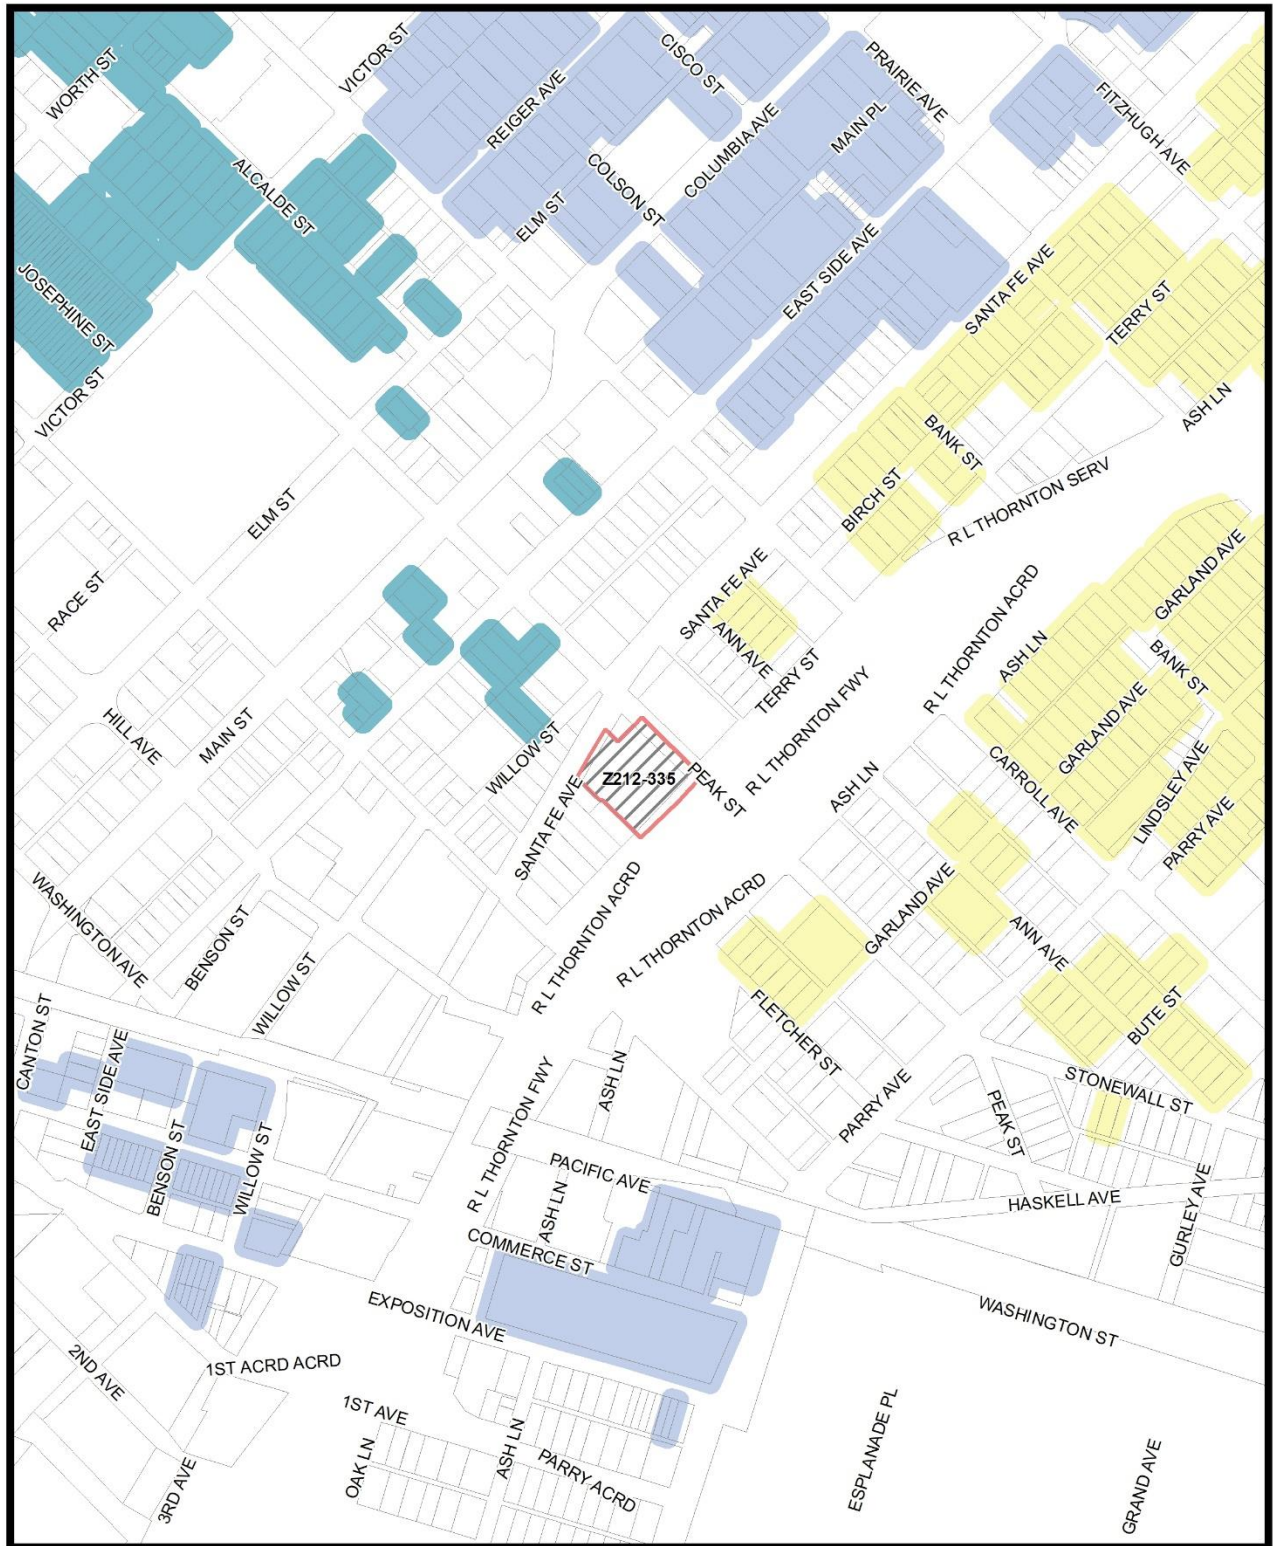 VICTOR ST
CISCO ST
PRAIRIE AVE
WORTH ST
REIGER AVE
FITZHUGH AVE
MAIN PL
COLUMBIA AVE
ALCALDE ST
COLSON ST
ELM ST
EAST SIDE AVE
SANTA FE AVE
JOSEPHINE ST
TERRY ST
VICTOR ST
ASH LN
BANK ST
BIRCH ST
R L THORNTON SERV
ELM ST
GARLAND AVE
RACE ST
SANTA FE AVE
R L THORNTON ACRD
ANN AVE
ASH LN
BANK ST
TERRY ST
R L THORNTON FWY
GARLAND AVE
HILL AVE
MAIN ST
WILLOW ST
Z212-335
PEAK ST
ASH LN
CARROLL AVE
LINDSLEY AVE
PARRY AVE
SANTA FE AVE
WASHINGTON AVE
BENSON ST
WILLOW ST
R L THORNTON ACRD
R L THORNTON ACRD
GARLAND AVE
ANN AVE
FLETCHER ST
BUTE ST
CANTON ST
EAST SIDE AVE
ASH LN
R L THORNTON FWY
PARRY AVE
STONEWALL ST
PEAK ST
BENSON ST
WILLOW ST
PACIFIC AVE
ASH LN
HASKELL AVE
GURLEY AVE
COMMERCE ST
EXPOSITION AVE
WASHINGTON ST
2ND AVE
1ST ACRD ACRD
1ST AVE
OAK LN
ASH LN
PARRY ACRD
ESPLANADE PL
3RD AVE
GRAND AVE